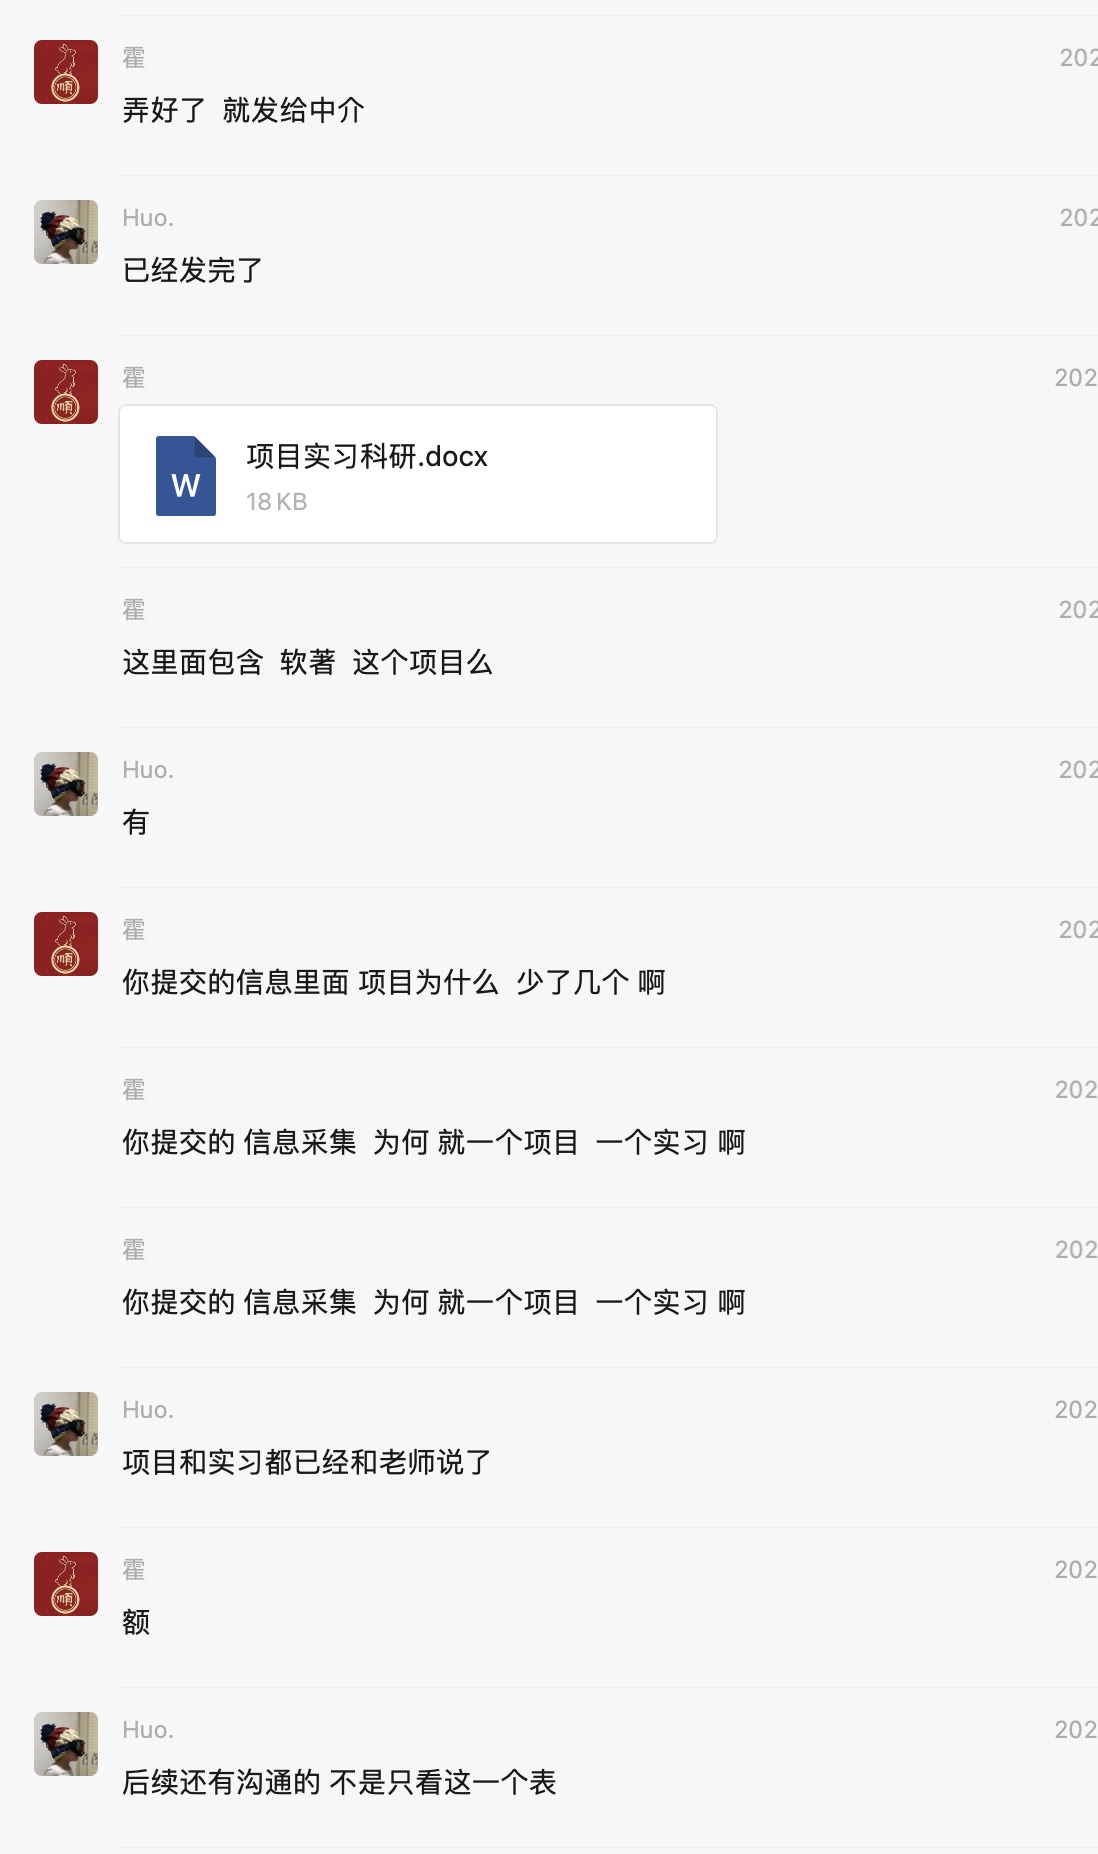 霍 202
弄好了 就发给中介
Huo. 202
已经发完了
霍 202
项目实习科研.docx
W
18 KB
霍 202
这里面包含 软著 这个项目么
Huo. 202
有
霍 202
你提交的信息里面 项目为什么 少了几个 啊
霍 202
你提交的 信息采集 为何 就一个项目 一个实习 啊
霍 202
你提交的 信息采集 为何 就一个项目 一个实习 啊
Huo. 202
项目和实习都已经和老师说了
霍 202
额
Huo. 202
后续还有沟通的 不是只看这一个表